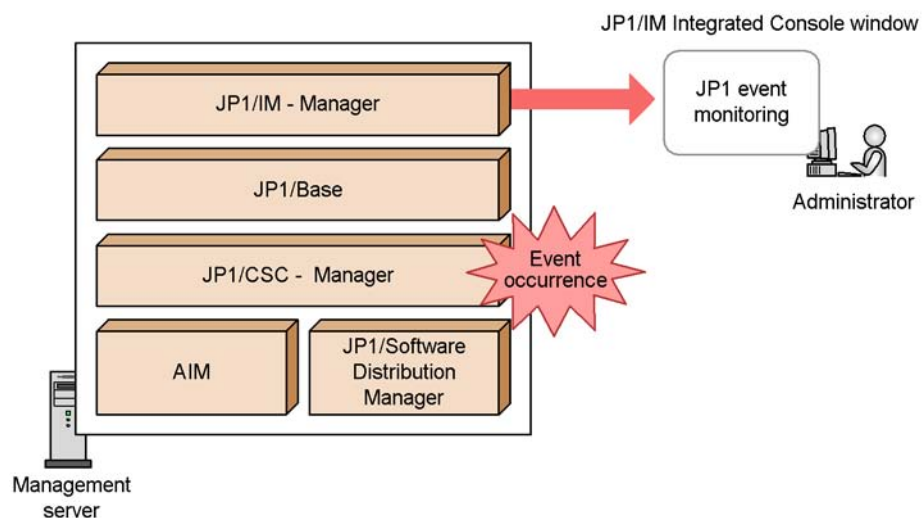 JP1/IM Integrated Console window
JP1/IM - Manager
JP1 event
monitoring
JP1/Base
Administrator
JP1/CSC - Manager
Event
occurrence
AIM
JP1/Software
Distribution
Manager
Management
server